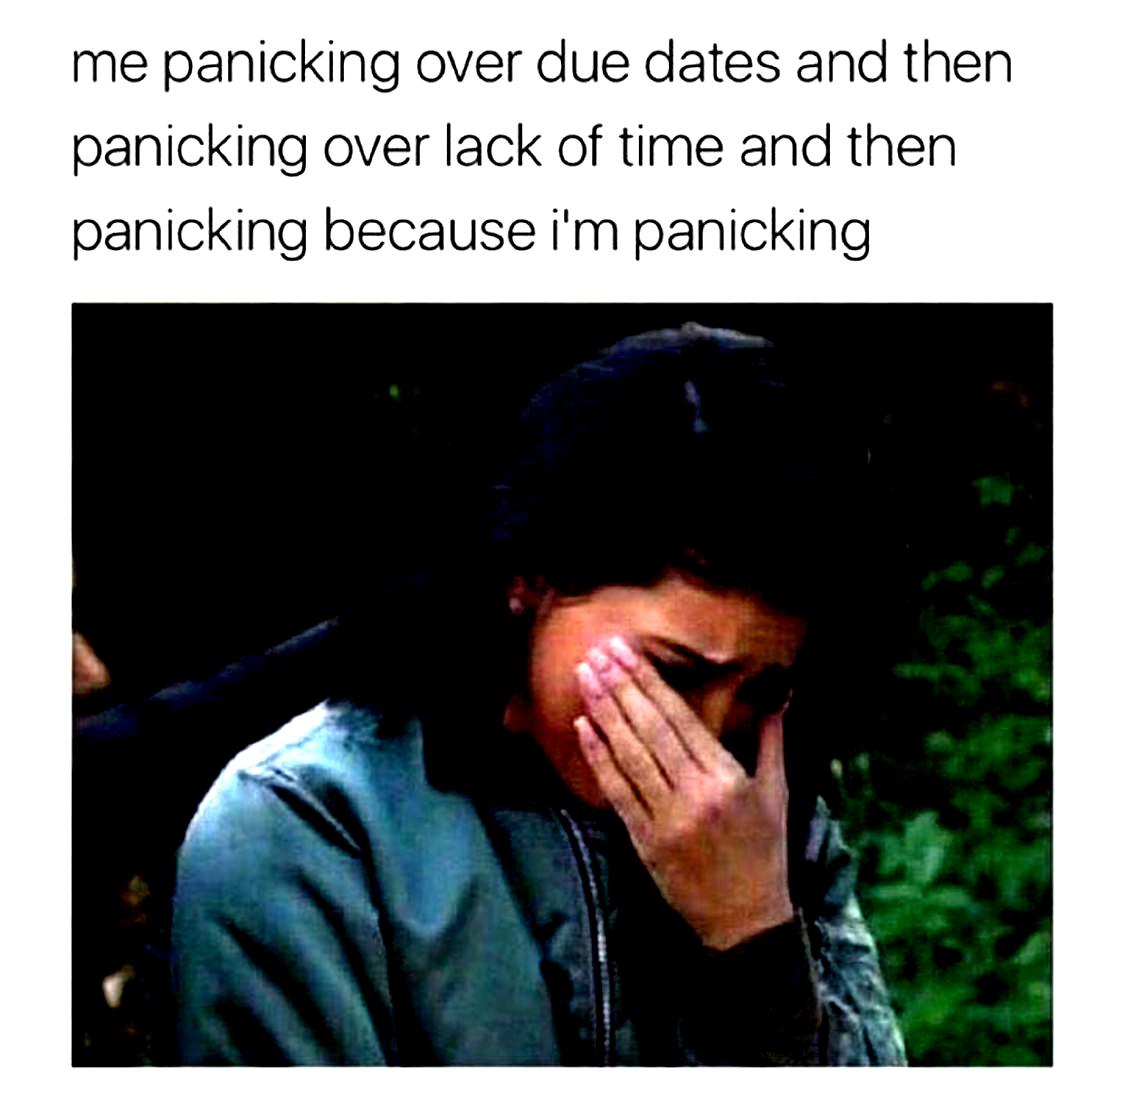 me panicking over due dates and then
panicking over lack of time and then
panicking because i'm panicking